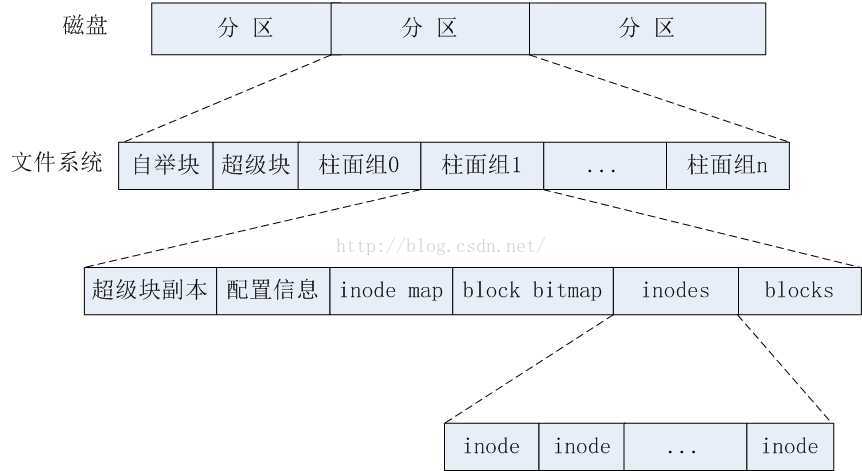 磁盘 分 区 分 区 分 区
文件系统 自举块 超级块 柱面组0 柱面组1 ... 柱面组n
http://blog.csdn.net/
超级块副本 配置信息 inode map block bitmap inodes blocks
inode inode ... inode